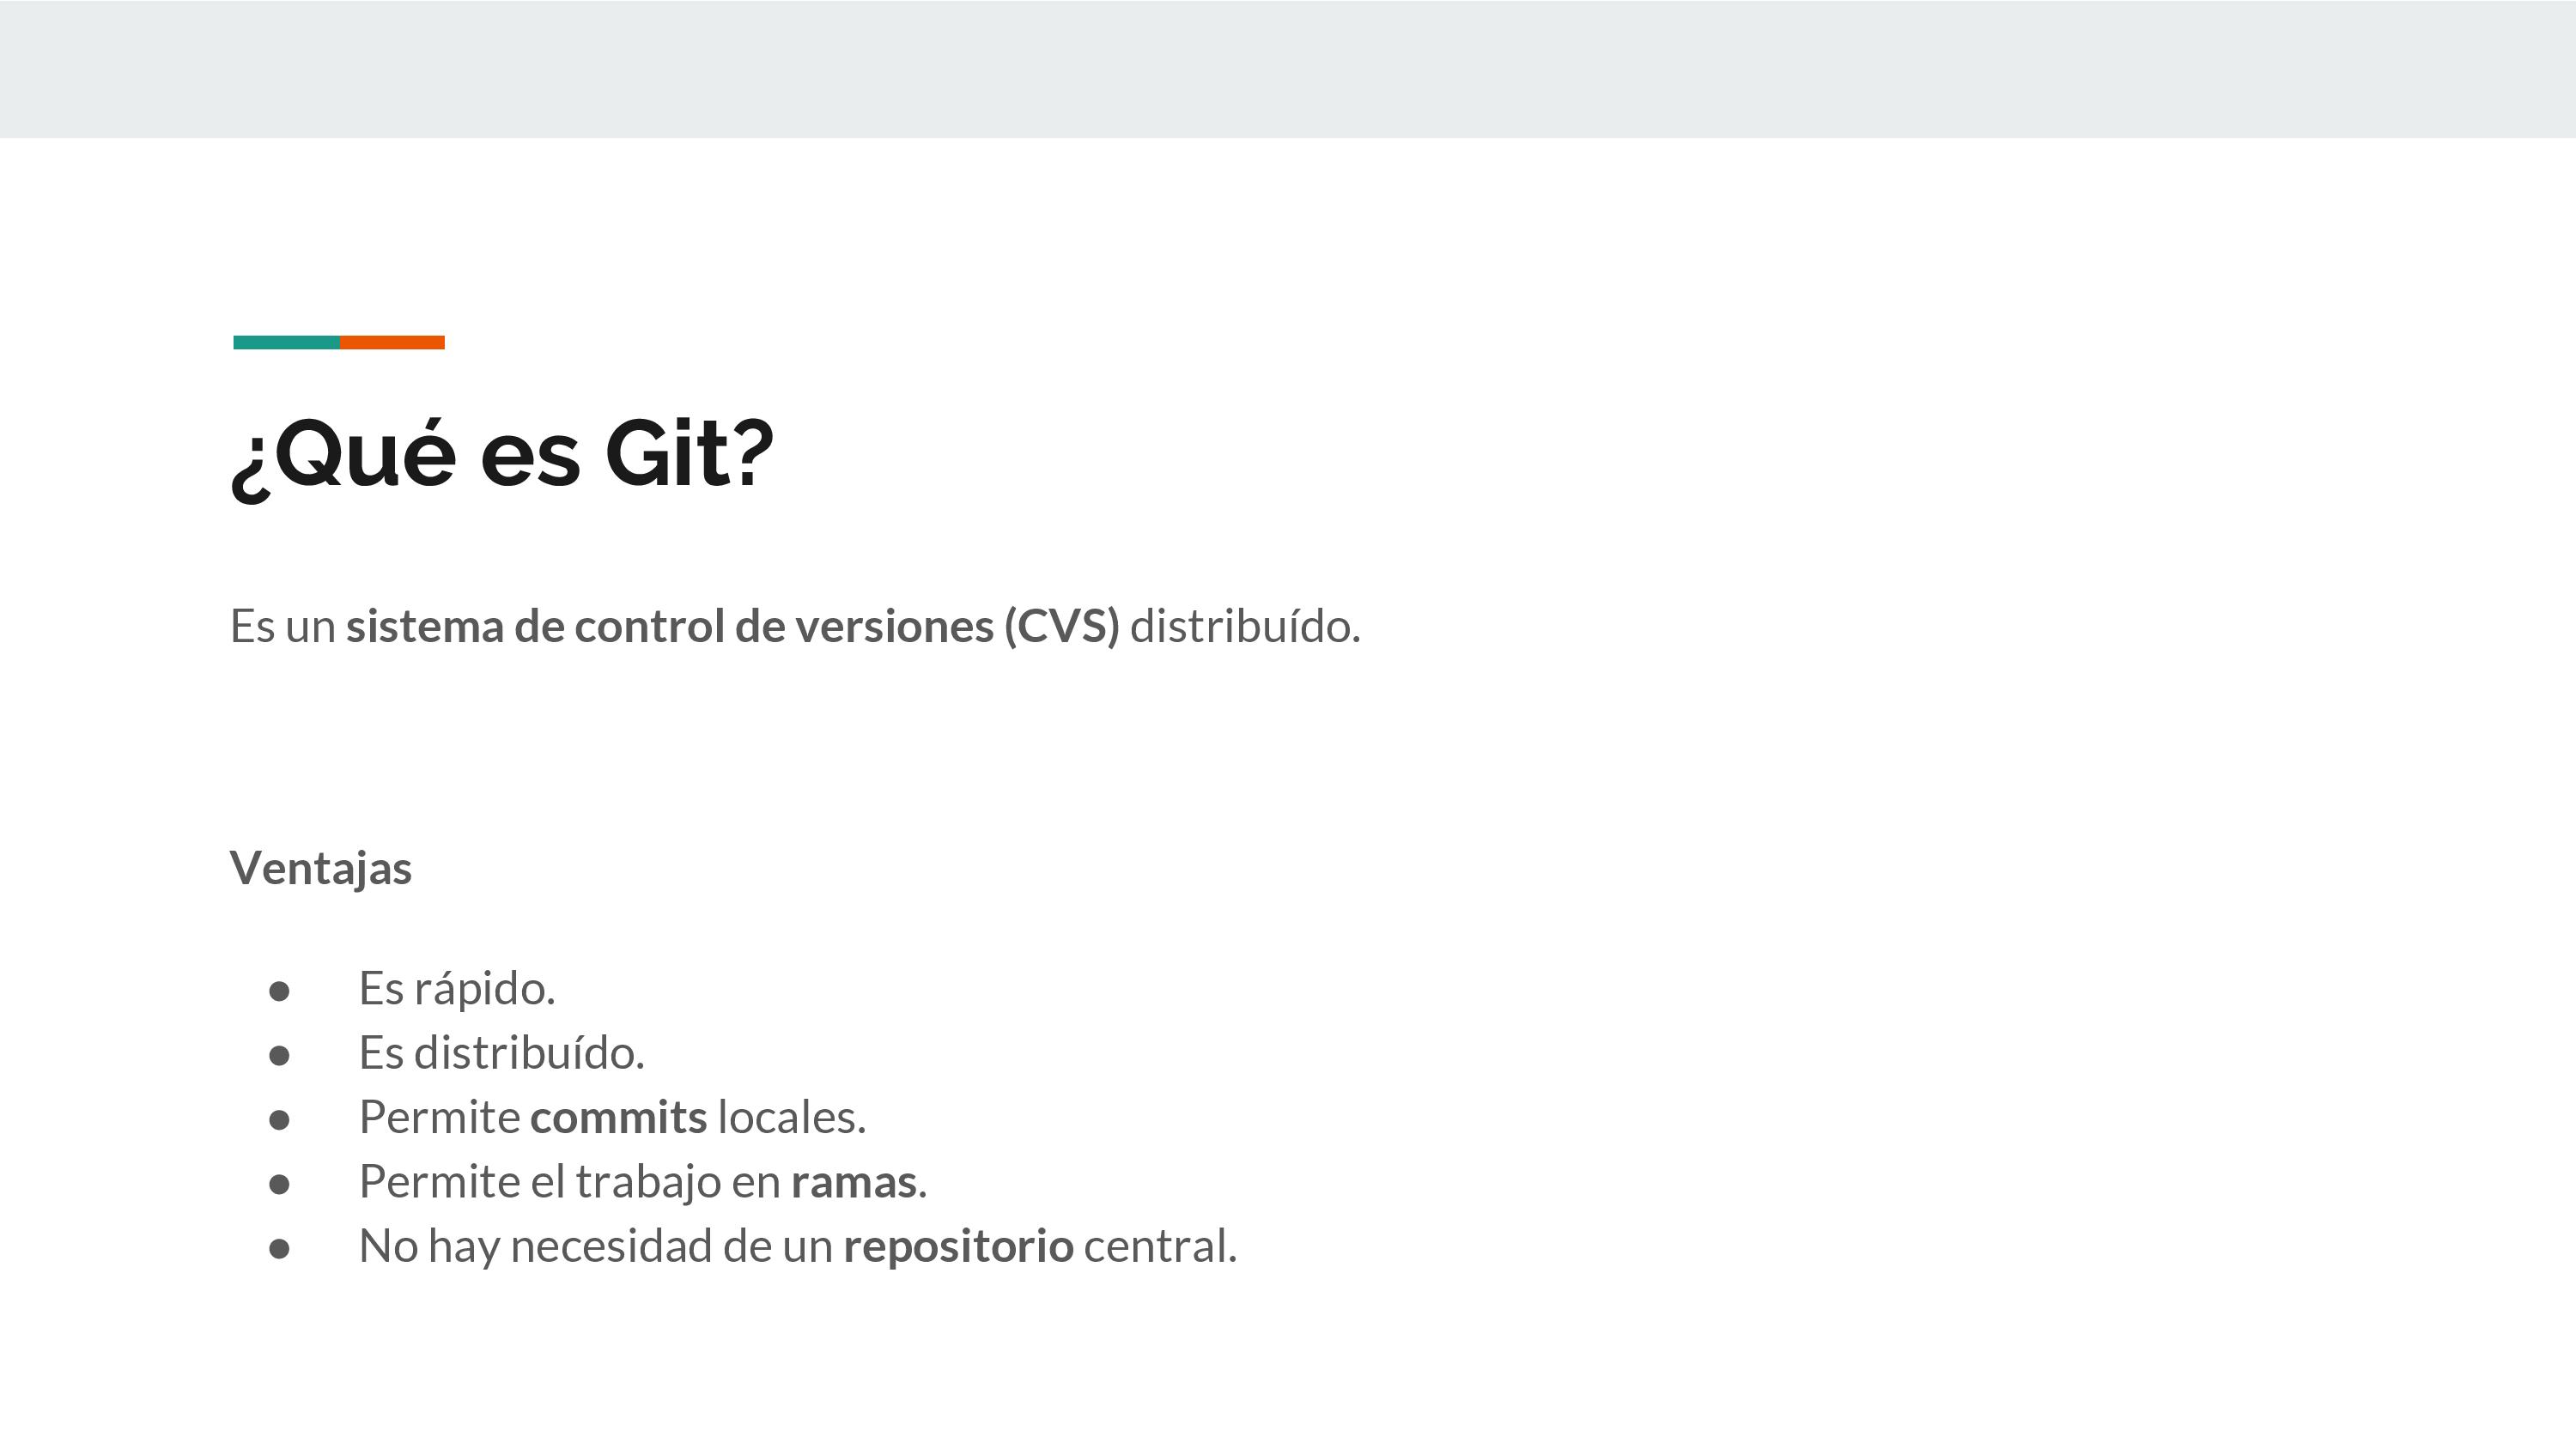 ¿Qué es Git?
Es un sistema de control de versiones (CVS) distribuído.
Ventajas
● Es rápido.
● Es distribuído.
● Permite commits locales.
● Permite el trabajo en ramas.
● No hay necesidad de un repositorio central.